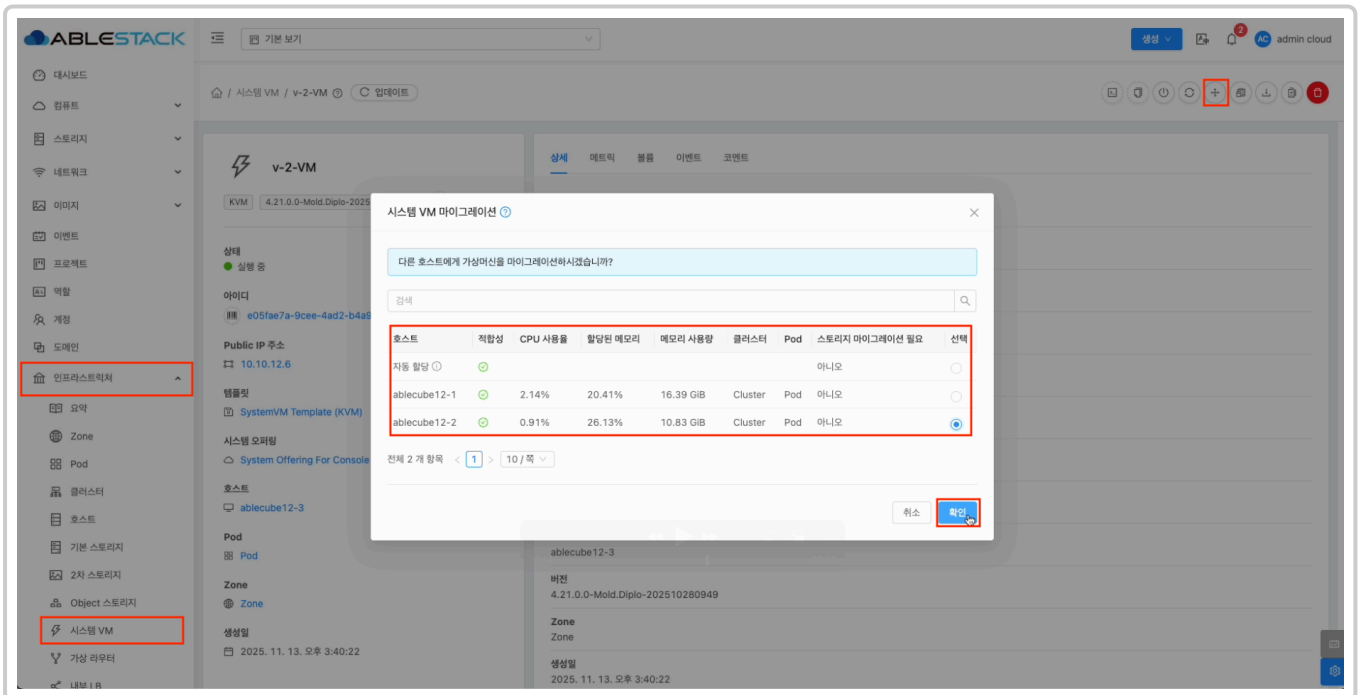 ABLESTACK
기본 보기
생성
2
AC
admin cloud
대시보드
컴퓨트
스토리지
네트워크
이미지
이벤트
프로젝트
역할
계정
도메인
인프라스트럭처
요약
Zone
Pod
클러스터
호스트
기본 스토리지
2차 스토리지
Object 스토리지
시스템 VM
가상 라우터
내부 LB
/ 시스템 VM / v-2-VM 업데이트
v-2-VM
KVM 4.21.0.0-Mold.Diplo-2025
상태
실행 중
아이디
e05fae7a-9cee-4ad2-b4a9
Public IP 주소
10.10.12.6
템플릿
SystemVM Template (KVM)
시스템 오퍼링
System Offering For Console
호스트
ablecube12-3
Pod
Pod
Zone
Zone
생성일
2025. 11. 13. 오후 3:40:22
상세 메트릭 볼륨 이벤트 코멘트
시스템 VM 마이그레이션
다른 호스트에게 가상머신을 마이그레이션하시겠습니까?
검색
호스트 적합성 CPU 사용율 할당된 메모리 메모리 사용량 클러스터 Pod 스토리지 마이그레이션 필요 선택
자동 할당 아니오
ablecube12-1 2.14% 20.41% 16.39 GiB Cluster Pod 아니오
ablecube12-2 0.91% 26.13% 10.83 GiB Cluster Pod 아니오
전체 2 개 항목 < 1 > 10 / 쪽
취소 확인
ablecube12-3
버전
4.21.0.0-Mold.Diplo-202510280949
Zone
Zone
생성일
2025. 11. 13. 오후 3:40:22